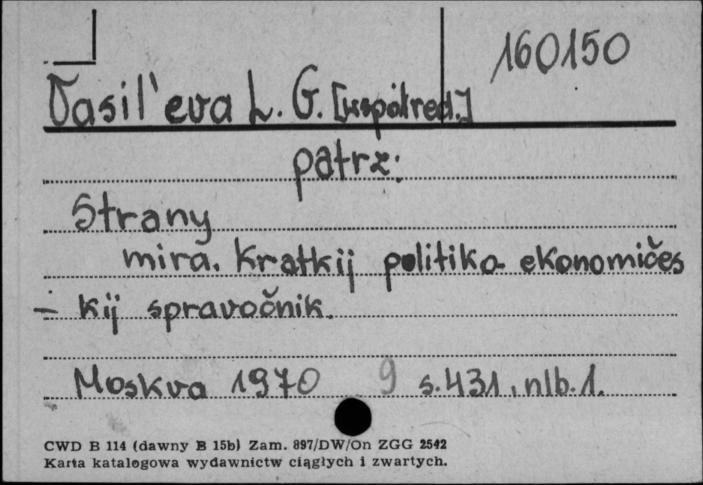 160150
Vasil'eva L. G. [współred.]
patrz:
Strany
mira. Kratkij politiko-ekonomičes
- kij spravočnik.
Moskva 1970 9 s. 431, nlb. 1.
CWD B 114 (dawny B 15b) Zam. 897/DW/On ZGG 2542
Karta katalogowa wydawnictw ciągłych i zwartych.